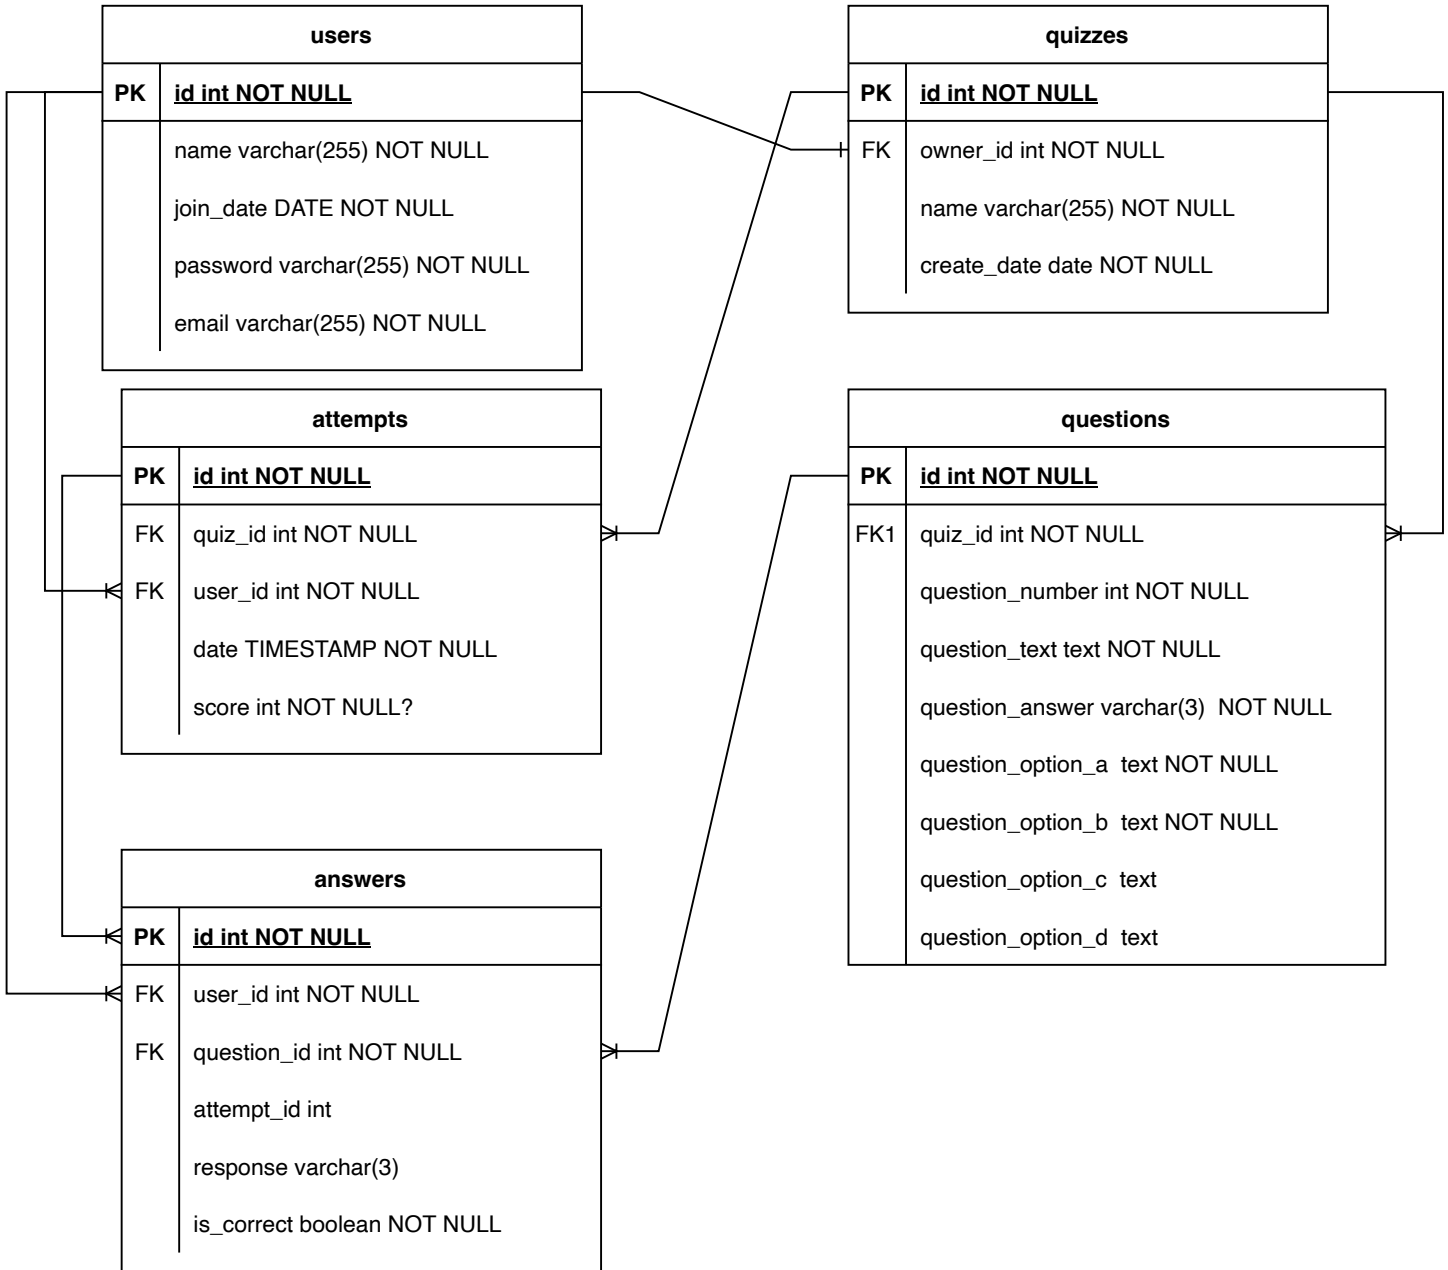 users
PK id int NOT NULL
name varchar(255) NOT NULL
join_date DATE NOT NULL
password varchar(255) NOT NULL
email varchar(255) NOT NULL
quizzes
PK id int NOT NULL
FK owner_id int NOT NULL
name varchar(255) NOT NULL
create_date date NOT NULL
attempts
PK id int NOT NULL
FK quiz_id int NOT NULL
FK user_id int NOT NULL
date TIMESTAMP NOT NULL
score int NOT NULL?
questions
PK id int NOT NULL
FK1 quiz_id int NOT NULL
question_number int NOT NULL
question_text text NOT NULL
question_answer varchar(3)  NOT NULL
question_option_a  text NOT NULL
question_option_b  text NOT NULL
question_option_c  text
question_option_d  text
answers
PK id int NOT NULL
FK user_id int NOT NULL
FK question_id int NOT NULL
attempt_id int
response varchar(3)
is_correct boolean NOT NULL